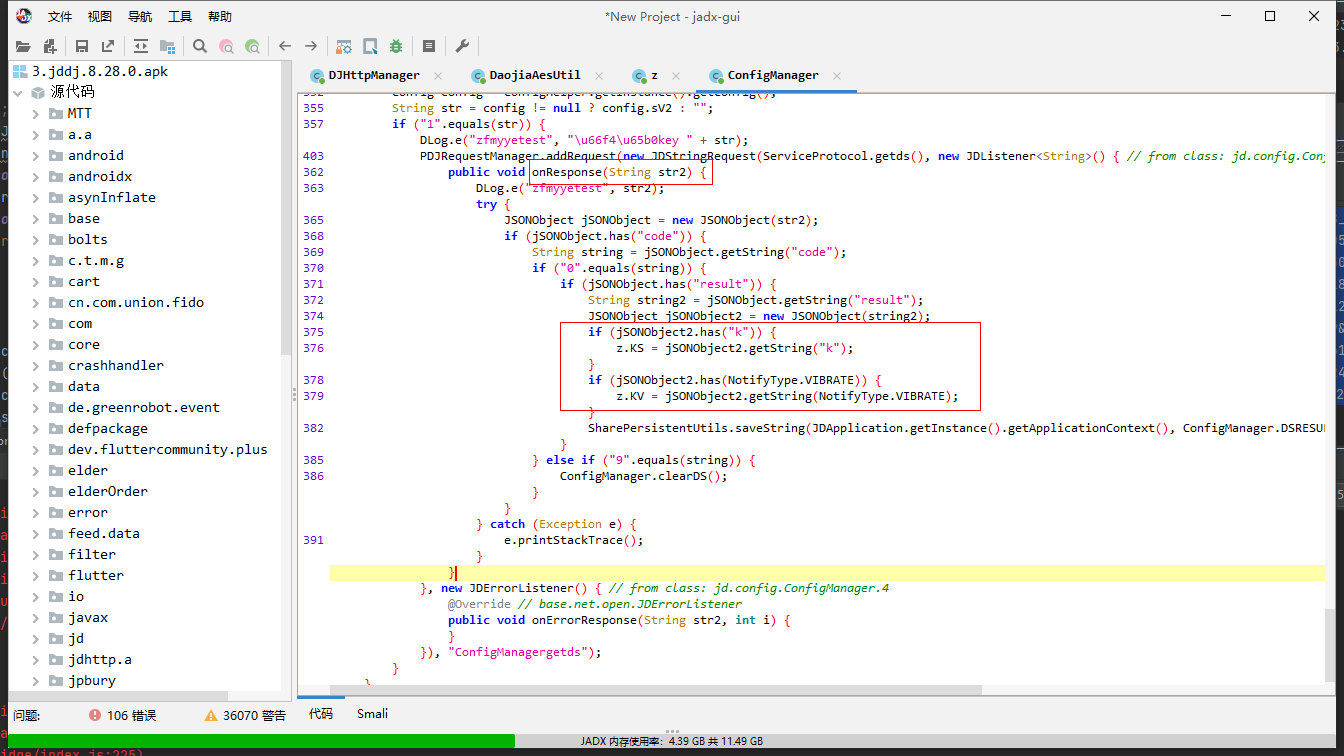 文件 视图 导航 工具 帮助
*New Project - jadx-gui
3.jddj.8.28.0.apk
源代码
MTT
a.a
android
androidx
asynInflate
base
bolts
c.t.m.g
cart
cn.com.union.fido
com
core
crashhandler
data
de.greenrobot.event
defpackage
dev.fluttercommunity.plus
elder
elderOrder
error
feed.data
filter
flutter
io
javax
jd
jdhttp.a
jpbury
DJHttpManager × DaojiaAesUtil × z × ConfigManager ×
355 String str = config != null ? config.sV2 : "";
357 if ("1".equals(str)) {
DLog.e("zfmyyetest", "\u66f4\u65b0key " + str);
403 PDJRequestManager.addRequest(new JDStringRequest(ServiceProtocol.getds(), new JDListener<String>() { // from class: jd.config.Conf
362 public void onResponse(String str2) {
363 DLog.e("zfmyyetest", str2);
try {
365 JSONObject jSONObject = new JSONObject(str2);
368 if (jSONObject.has("code")) {
369 String string = jSONObject.getString("code");
370 if ("0".equals(string)) {
371 if (jSONObject.has("result")) {
372 String string2 = jSONObject.getString("result");
374 JSONObject jSONObject2 = new JSONObject(string2);
375 if (jSONObject2.has("k")) {
376 z.KS = jSONObject2.getString("k");
}
378 if (jSONObject2.has(NotifyType.VIBRATE)) {
379 z.KV = jSONObject2.getString(NotifyType.VIBRATE);
}
382 SharePersistentUtils.saveString(JDApplication.getInstance().getApplicationContext(), ConfigManager.DSRESU
}
385 } else if ("9".equals(string)) {
386 ConfigManager.clearDS();
}
}
} catch (Exception e) {
391 e.printStackTrace();
}
}
}, new JDErrorListener() { // from class: jd.config.ConfigManager.4
@Override // base.net.open.JDErrorListener
public void onErrorResponse(String str2, int i) {
}
}), "ConfigManagergetds");
}
问题: 106 错误 36070 警告
代码 Smali
JADX 内存使用率：4.39 GB 共 11.49 GB